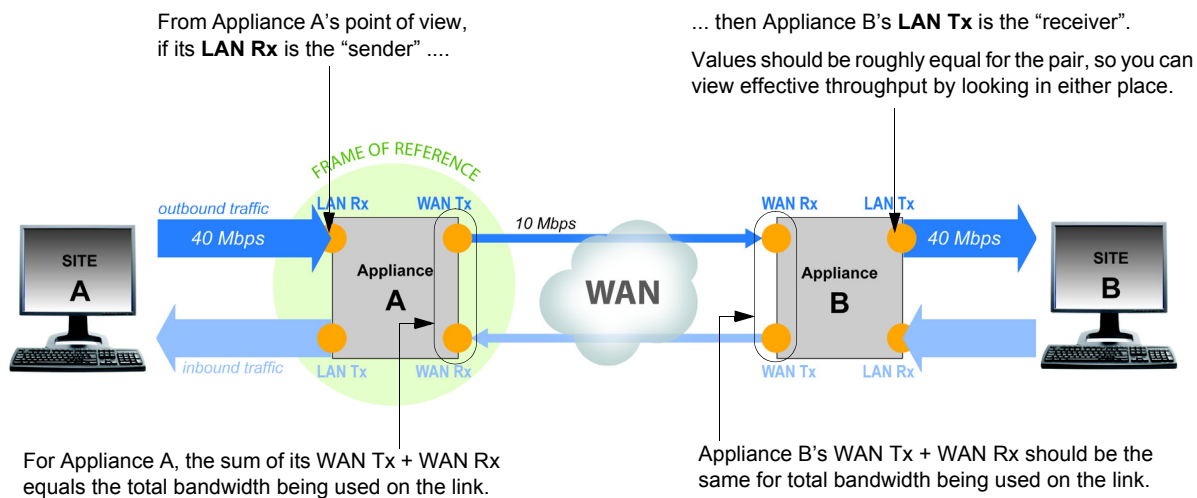 From Appliance A's point of view,
if its LAN Rx is the “sender” ....
... then Appliance B's LAN Tx is the “receiver”.
Values should be roughly equal for the pair, so you can
view effective throughput by looking in either place.
FRAME OF REFERENCE
outbound traffic
40 Mbps
LAN Rx
WAN Tx
10 Mbps
WAN Rx
LAN Tx
40 Mbps
SITE
A
Appliance
A
WAN
Appliance
B
SITE
B
inbound traffic
LAN Tx
WAN Rx
WAN Tx
LAN Rx
For Appliance A, the sum of its WAN Tx + WAN Rx
equals the total bandwidth being used on the link.
Appliance B's WAN Tx + WAN Rx should be the
same for total bandwidth being used on the link.